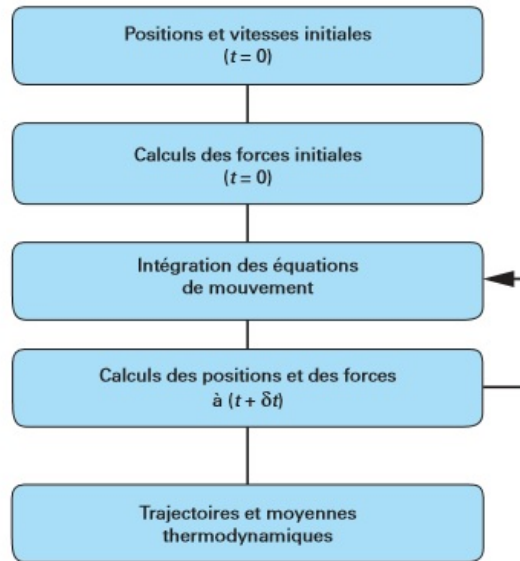 Positions et vitesses initiales
(t = 0)
Calculs des forces initiales
(t = 0)
Intégration des équations
de mouvement
Calculs des positions et des forces
à (t + δt)
Trajectoires et moyennes
thermodynamiques